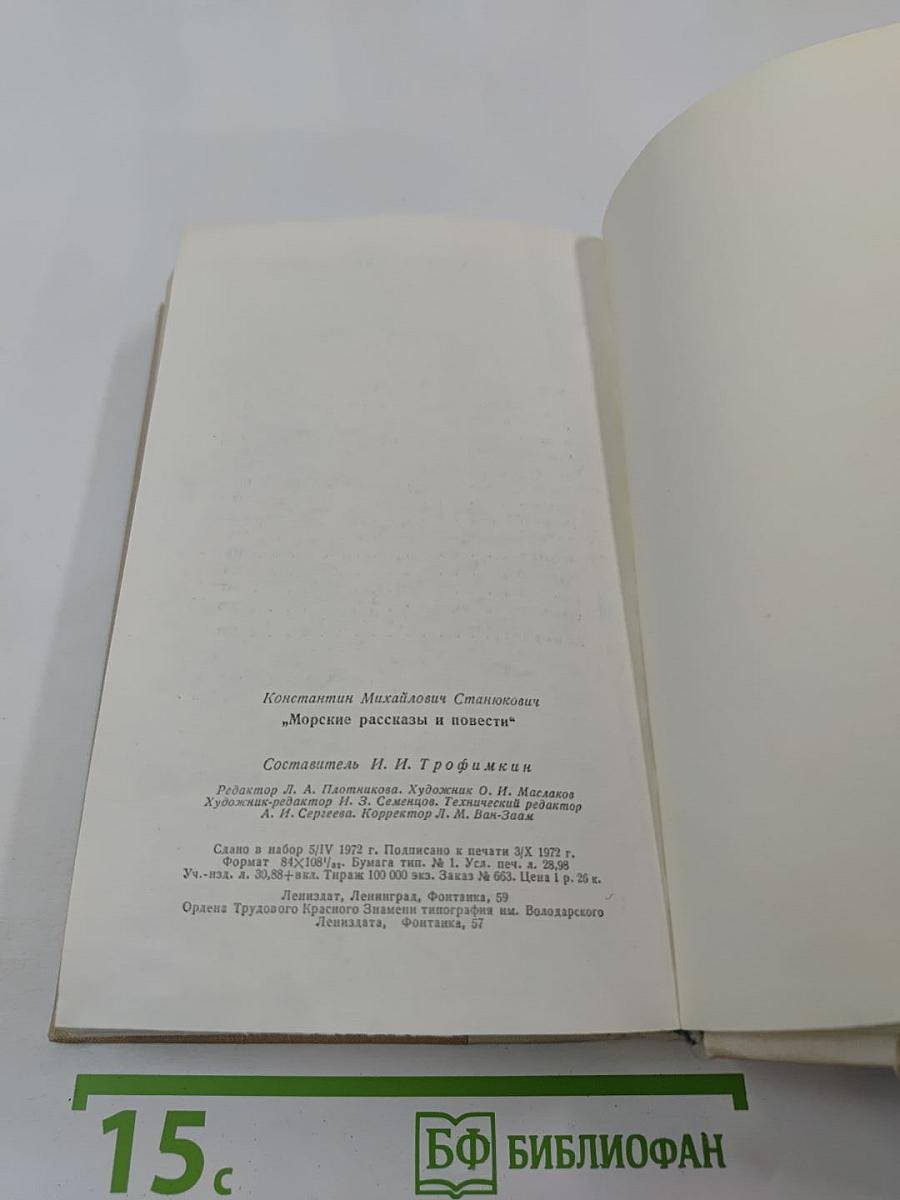 Константин Михайлович Станюкович
„Морские рассказы и повести“
Составитель И. И. Трофимкин
Редактор Л. А. Плотникова. Художник О. И. Маслаков
Художник-редактор И. З. Семенцов. Технический редактор
А. И. Сергеева. Корректор Л. М. Ван-Заам
Сдано в набор 5/IV 1972 г. Подписано к печати 3/X 1972 г.
Формат 84×108¹/₃₂. Бумага тип. № 1. Усл. печ. л. 28,98
Уч.-изд. л. 30,88+вкл. Тираж 100 000 экз. Заказ № 663. Цена 1 р. 26 к.
Лениздат, Ленинград, Фонтанка, 59
Ордена Трудового Красного Знамени типография им. Володарского
Лениздата, Фонтанка, 57
15 с
БФ БИБЛИОФАН